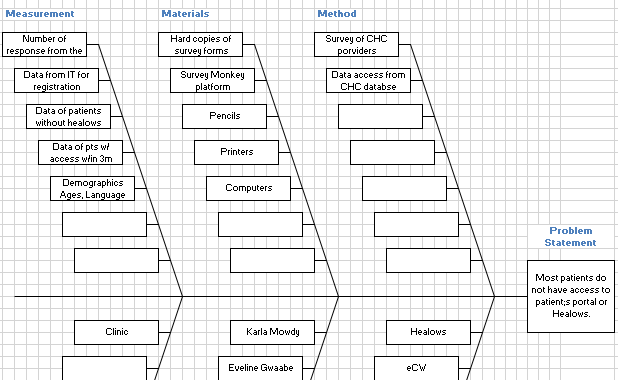 Measurement
Materials
Method
Number of
response from the
Hard copies of
survey forms
Survey of CHC
porviders
Data from IT for
registration
Survey Monkey
platform
Data access from
CHC databse
Data of patients
without healows
Pencils
Data of pts w/
access w/in 3m
Printers
Demographics
Ages, Language
Computers
Problem
Statement
Most patients do
not have access to
patient;s portal or
Healows.
Clinic
Karla Mowdy
Healows
Eveline Gwaabe
eCW